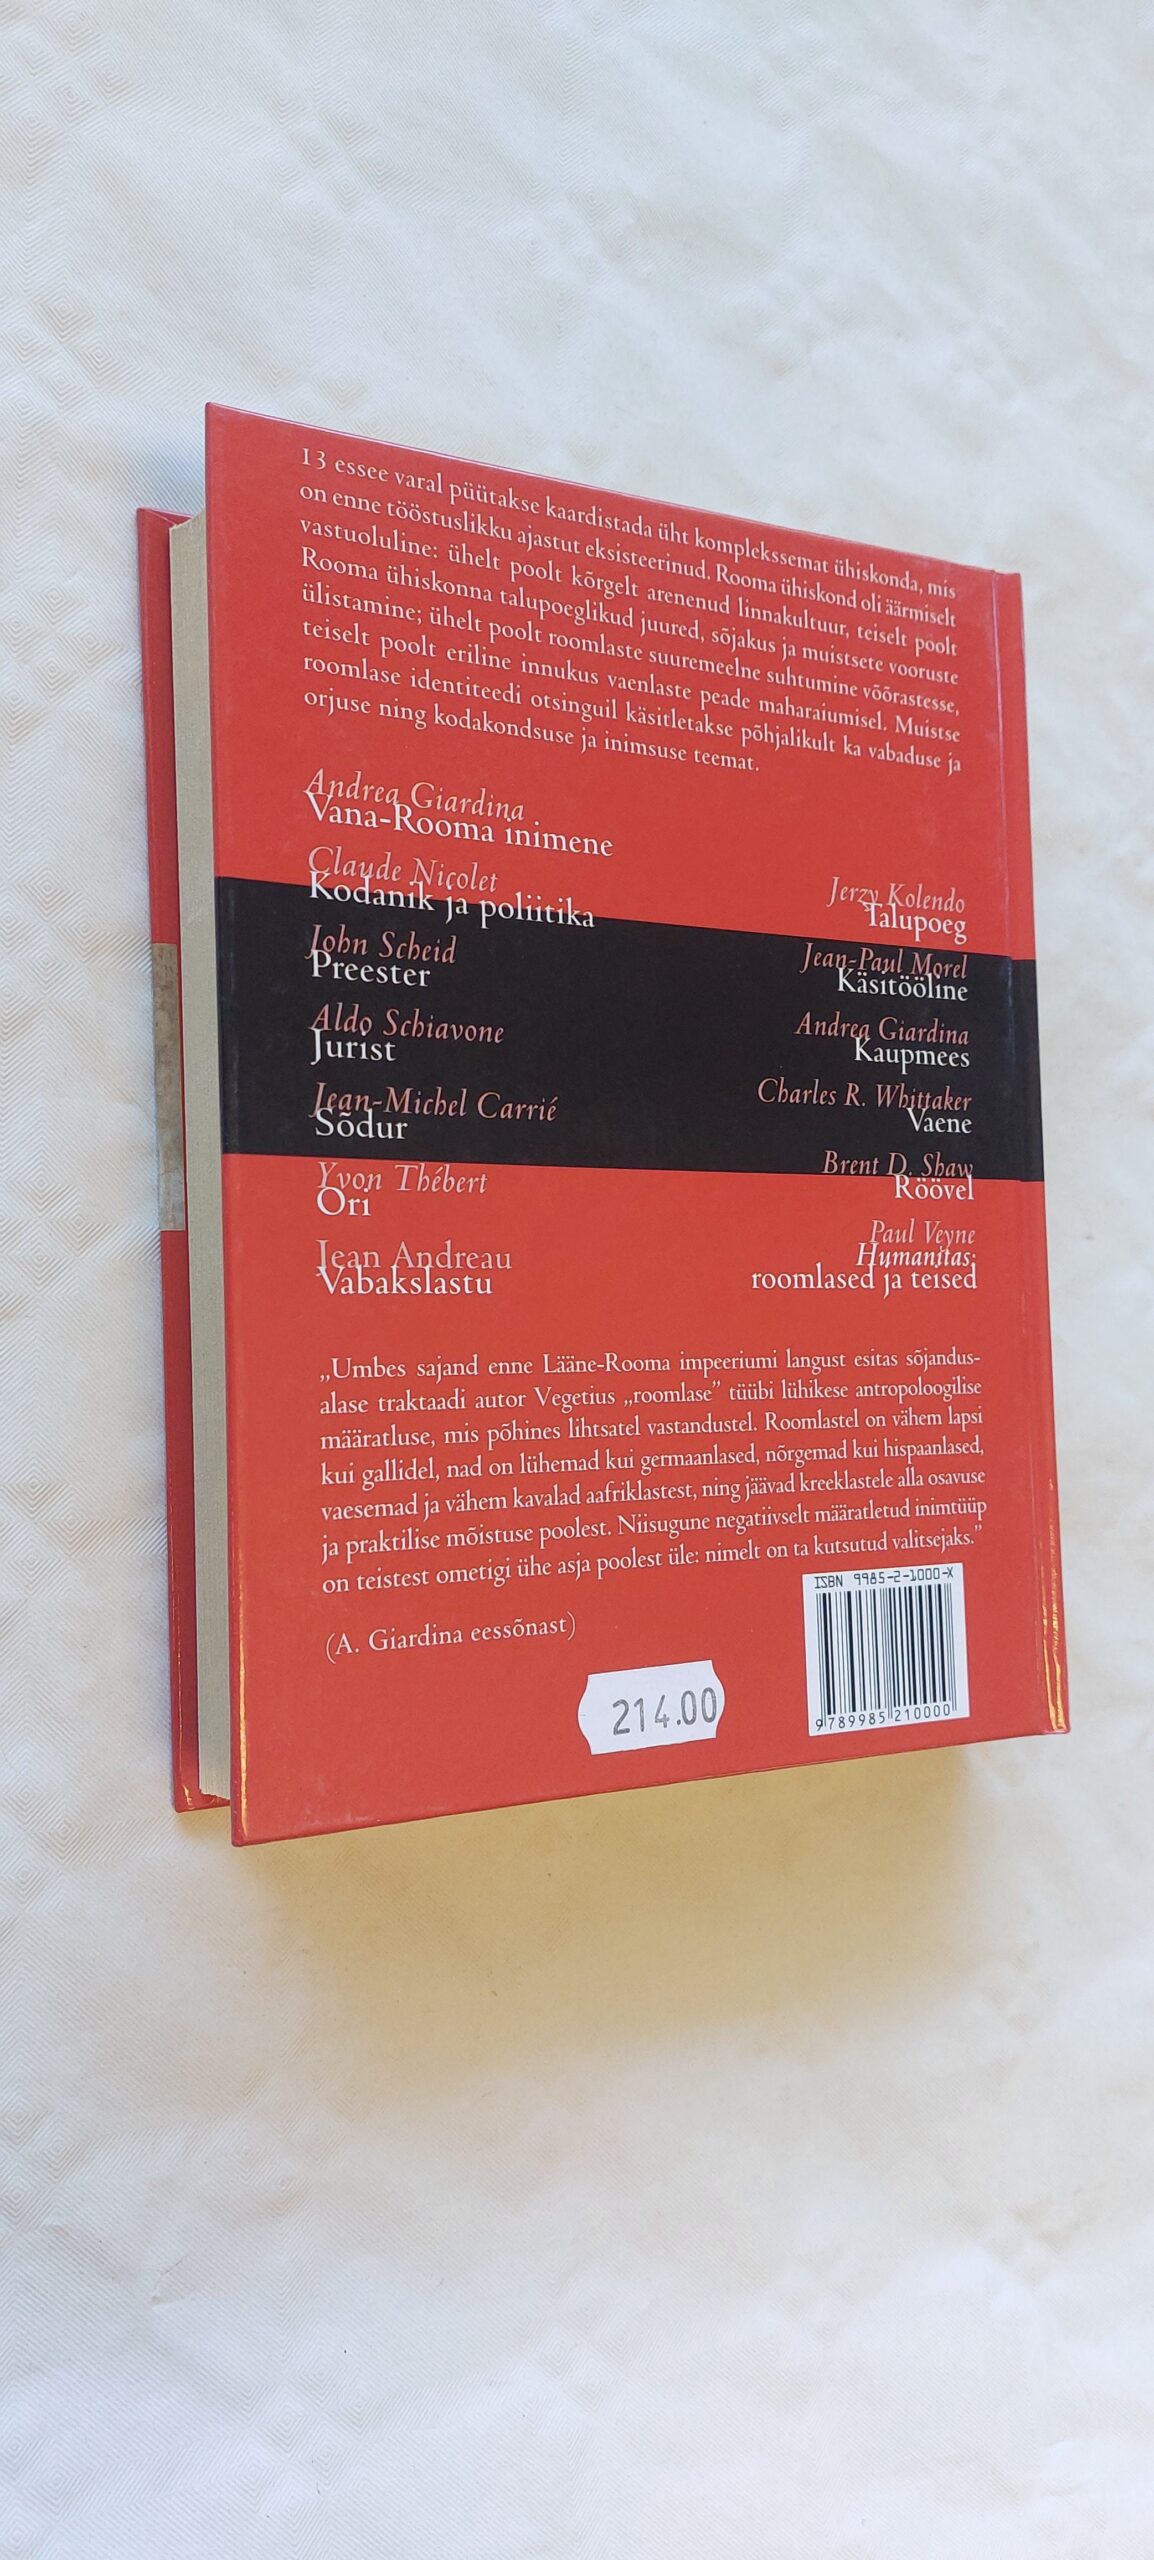 13 essee varal püütakse kaardistada üht komplekssemat ühiskonda, mis
on enne tööstuslikku ajastut eksisteerinud. Rooma ühiskond oli äärmiselt
vastuoluline: ühelt poolt kõrgelt arenenud linnakultuur, teiselt poolt
Rooma ühiskonna talupoeglikud juured, sõjakus ja muistsete vooruste
ülistamine; ühelt poolt roomlaste suuremeelne suhtumine võõrastesse,
teiselt poolt eriline innukus vaenlaste peade maharaiumisel. Muistse
roomlase identiteedi otsinguil käsitletakse põhjalikult ka vabaduse ja
orjuse ning kodakondsuse ja inimsuse teemat.
Andrea Giardina
Vana-Rooma inimene
Claude Nicolet
Kodanik ja poliitika
John Scheid
Preester
Aldo Schiavone
Jurist
Jean-Michel Carrié
Sõdur
Yvon Thébert
Ori
Jean Andreau
Vabakslastu
Jerzy Kolendo
Talupoeg
Jean-Paul Morel
Käsitööline
Andrea Giardina
Kaupmees
Charles R. Whittaker
Vaene
Brent D. Shaw
Röövel
Paul Veyne
Humanitas:
roomlased ja teised
„Umbes sajand enne Lääne-Rooma impeeriumi langust esitas sõjandus-
alase traktaadi autor Vegetius „roomlase” tüübi lühikese antropoloogilise
määratluse, mis põhines lihtsatel vastandustel. Roomlastel on vähem lapsi
kui gallidel, nad on lühemad kui germaanlased, nõrgemad kui hispaanlased,
vaesemad ja vähem kavalad aafriklastest, ning jäävad kreeklastele alla osavuse
ja praktilise mõistuse poolest. Niisugune negatiivselt määratletud inimtüüp
on teistest ometigi ühe asja poolest üle: nimelt on ta kutsutud valitsejaks.”
(A. Giardina eessõnast)
214.00
ISBN 9985-2-1000-X
9 789985 210000